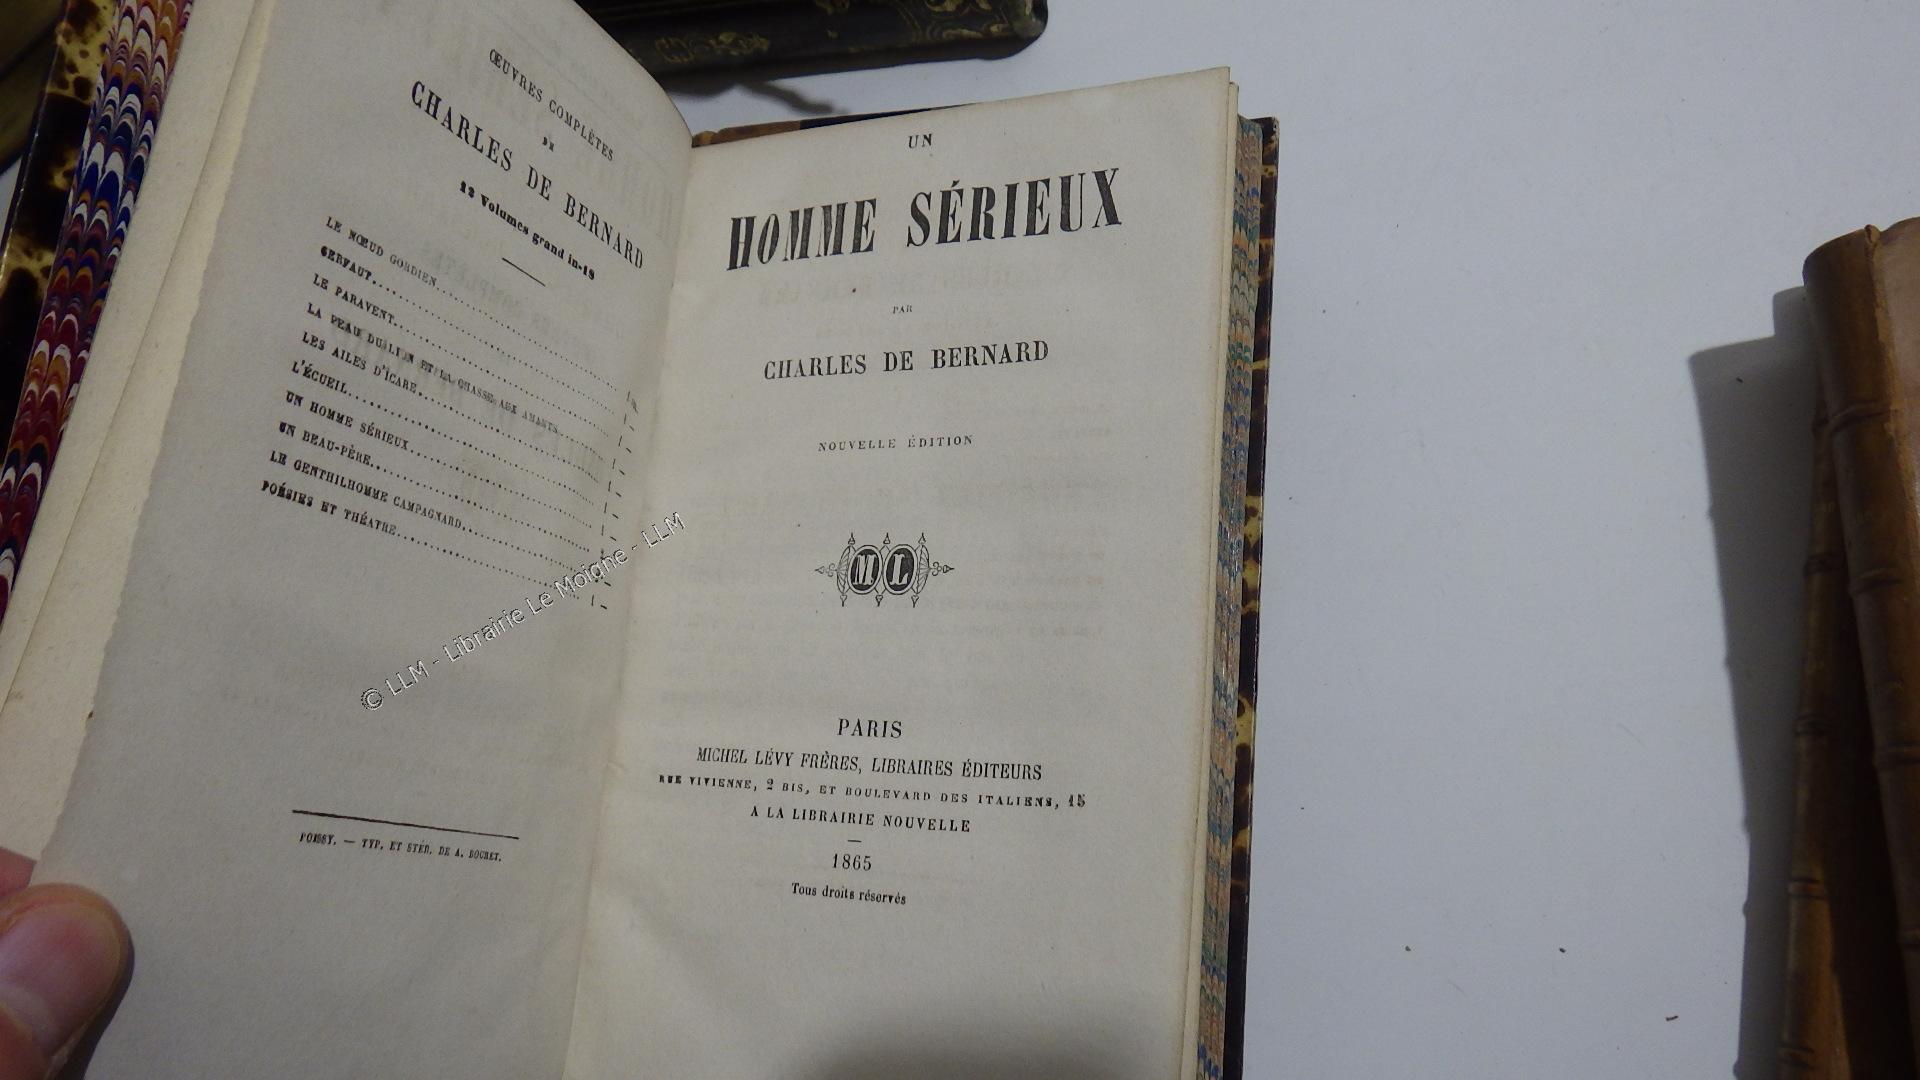 ŒUVRES COMPLÈTES
DE
CHARLES DE BERNARD
12 Volumes grand in-18
LE NŒUD GORDIEN
GERFAUT
LE PARAVENT
LA PEAU DU LION ET LA CHASSE AUX AMANTS
LES AILES D'ICARE
L'ÉCUEIL
UN HOMME SÉRIEUX
UN BEAU-PÈRE
LE GENTILHOMME CAMPAGNARD
POÉSIES ET THÉATRE
POISSY. — TYP. ET STÉR. DE A. BOURET.
UN
HOMME SÉRIEUX
PAR
CHARLES DE BERNARD
NOUVELLE ÉDITION
ML
PARIS
MICHEL LÉVY FRÈRES, LIBRAIRES ÉDITEURS
RUE VIVIENNE, 2 BIS, ET BOULEVARD DES ITALIENS, 15
A LA LIBRAIRIE NOUVELLE
1865
Tous droits réservés
© LLM - Librairie Le Moigne - LLM